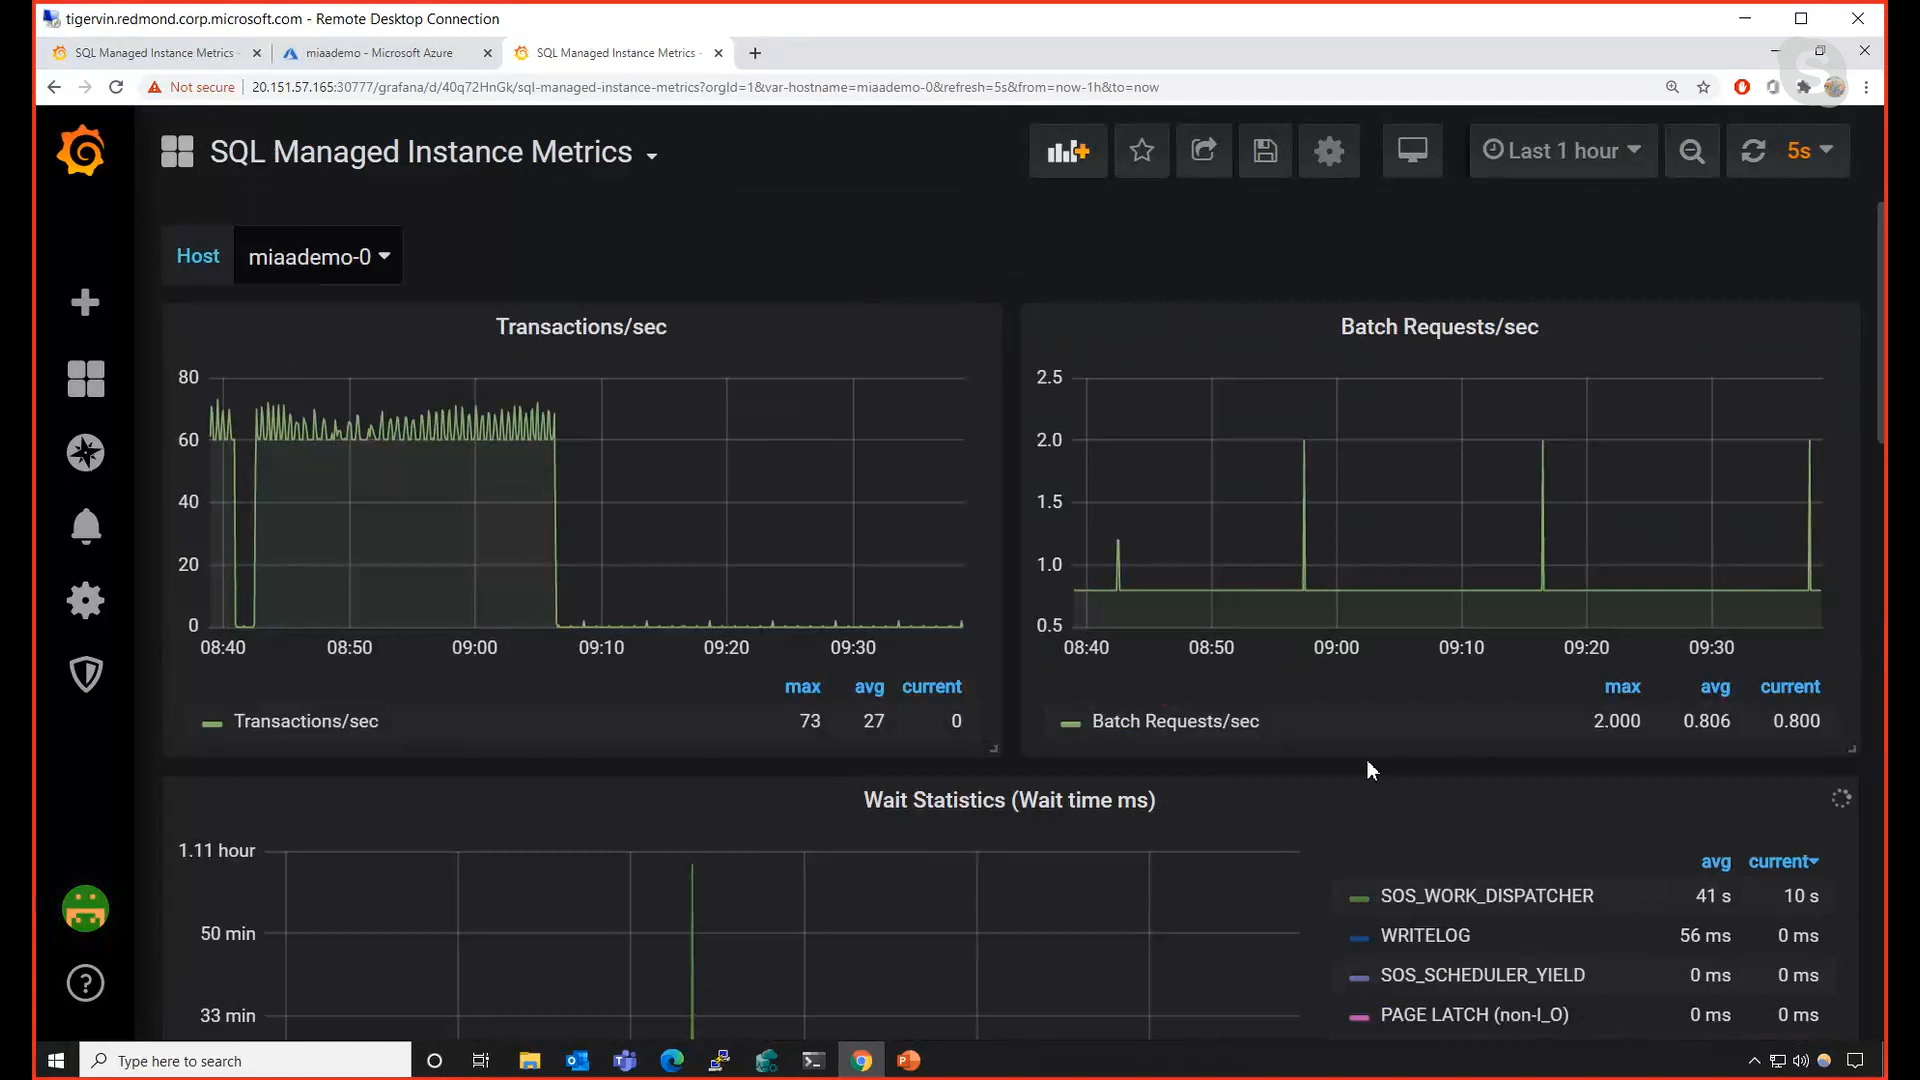 tigervin.redmond.corp.microsoft.com - Remote Desktop Connection
SQL Managed Instance Metrics -
miaademo - Microsoft Azure
SQL Managed Instance Metrics -
Not secure
20.151.57.165:30777/grafana/d/40q72HnGk/sql-managed-instance-metrics?orgId=1&var-hostname=miaademo-0&refresh=5s&from=now-1h&to=now
SQL Managed Instance Metrics
Last 1 hour
5s
Host miaademo-0
Transactions/sec
80
60
40
20
0
08:40 08:50 09:00 09:10 09:20 09:30
max avg current
Transactions/sec 73 27 0
Batch Requests/sec
2.5
2.0
1.5
1.0
0.5
08:40 08:50 09:00 09:10 09:20 09:30
max avg current
Batch Requests/sec 2.000 0.806 0.800
Wait Statistics (Wait time ms)
1.11 hour
50 min
33 min
avg current
SOS_WORK_DISPATCHER 41 s 10 s
WRITELOG 56 ms 0 ms
SOS_SCHEDULER_YIELD 0 ms 0 ms
PAGE LATCH (non-I_O) 0 ms 0 ms
Type here to search